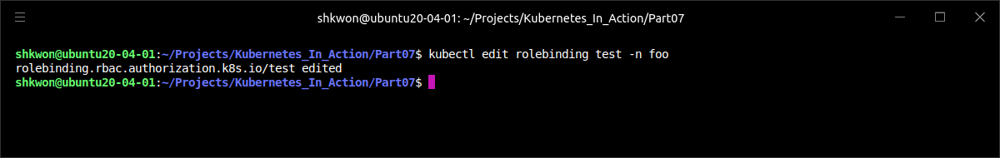 shkwon@ubuntu20-04-01: ~/Projects/Kubernetes_In_Action/Part07
shkwon@ubuntu20-04-01:~/Projects/Kubernetes_In_Action/Part07$ kubectl edit rolebinding test -n foo
rolebinding.rbac.authorization.k8s.io/test edited
shkwon@ubuntu20-04-01:~/Projects/Kubernetes_In_Action/Part07$